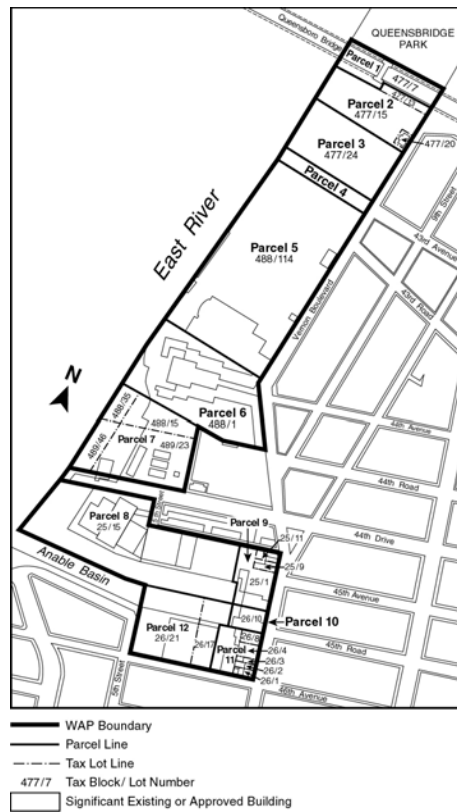 QUEENSBRIDGE
PARK
Queensboro Bridge
Parcel 1
477/7
Parcel 2
477/15
477/20
Parcel 3
477/24
Parcel 4
9th Street
43rd Avenue
East River
Parcel 5
488/114
Vernon Boulevard
43rd Road
N
44th Avenue
488/35
Parcel 6
488/1
488/15
489/46
Parcel 7
489/23
44th Road
Parcel 8
25/15
Parcel 9
44th Drive
25/11
25/9
Anable Basin
25/1
45th Avenue
26/10
Parcel 10
Parcel 12
26/21
26/8
26/17
Parcel
11
26/4
26/3
26/2
26/1
45th Road
5th Street
46th Avenue
WAP Boundary
Parcel Line
Tax Lot Line
477/7 Tax Block/ Lot Number
Significant Existing or Approved Building